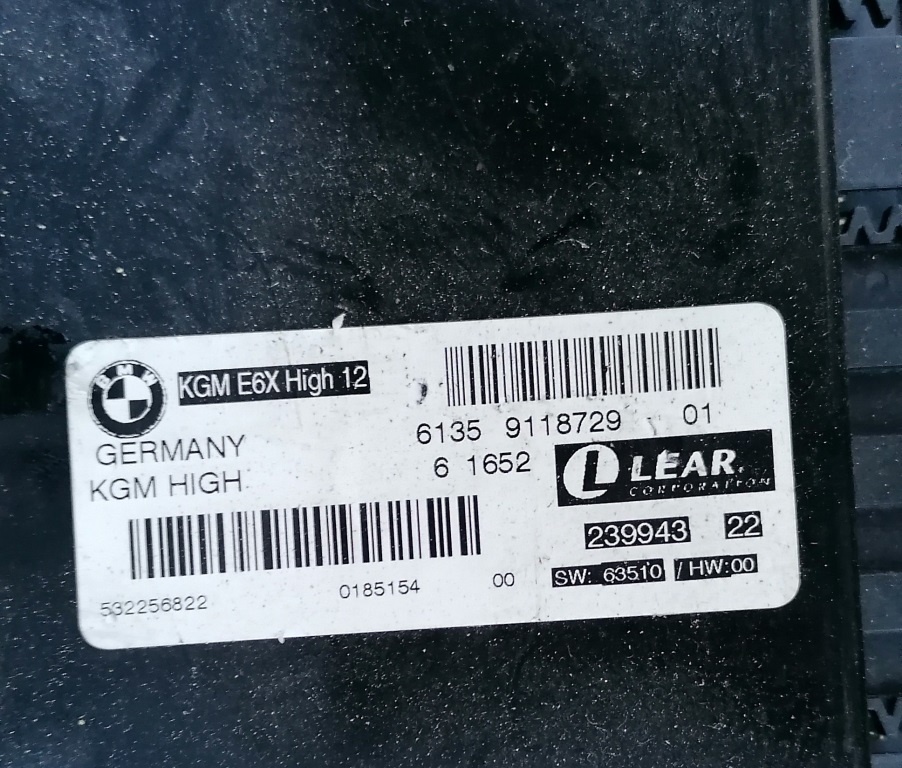 BMW
KGM E6X High 12
GERMANY
KGM HIGH
6135 9118729 01
6 1652
L LEAR.
CORPORATION
239943 22
SW: 63510 / HW:00
532256822 0185154 00